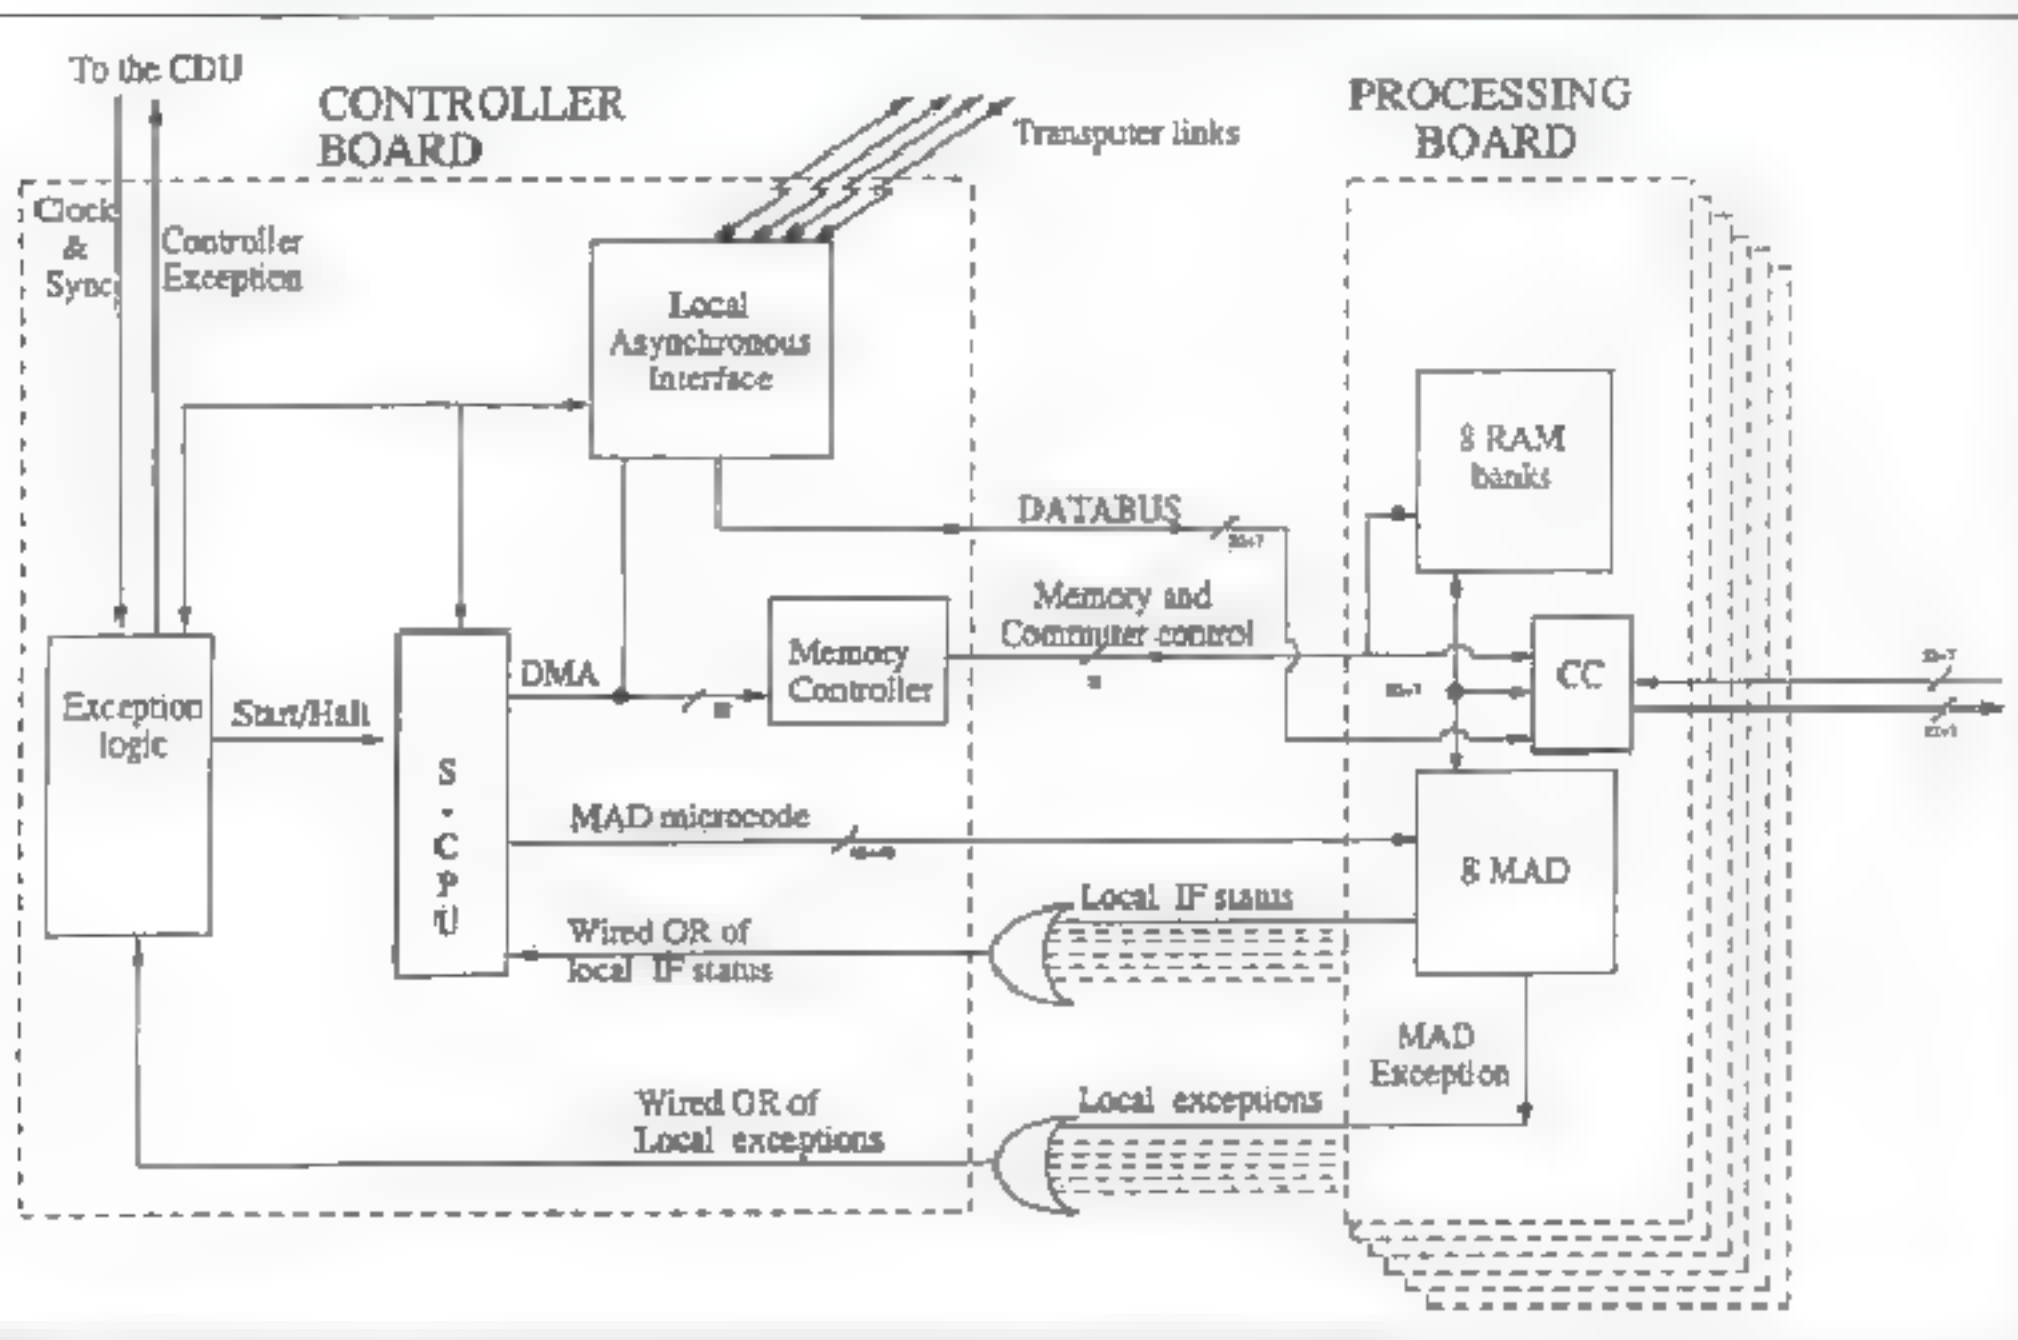 To the CDU
CONTROLLER
BOARD
Transputer links
PROCESSING
BOARD
Clock
&
Sync
Controller
Exception
Local
Asynchronous
Interface
8 RAM
banks
DATABUS
Memory and
Commuter control
Memory
Controller
DMA
CC
Exception
logic
Start/Halt
S
-
C
P
U
MAD microcode
8 MAD
Local IF status
Wired OR of
local IF status
MAD
Exception
Wired OR of
Local exceptions
Local exceptions